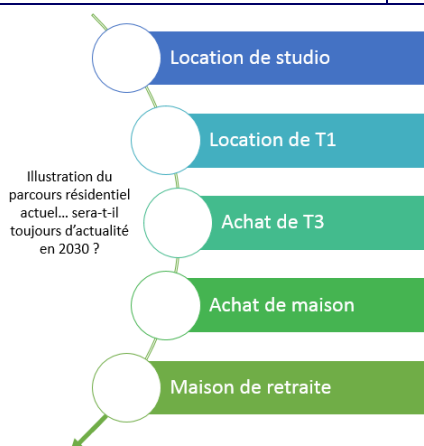 Location de studio
Location de T1
Illustration du
parcours résidentiel
actuel... sera-t-il
toujours d'actualité
en 2030 ?
Achat de T3
Achat de maison
Maison de retraite